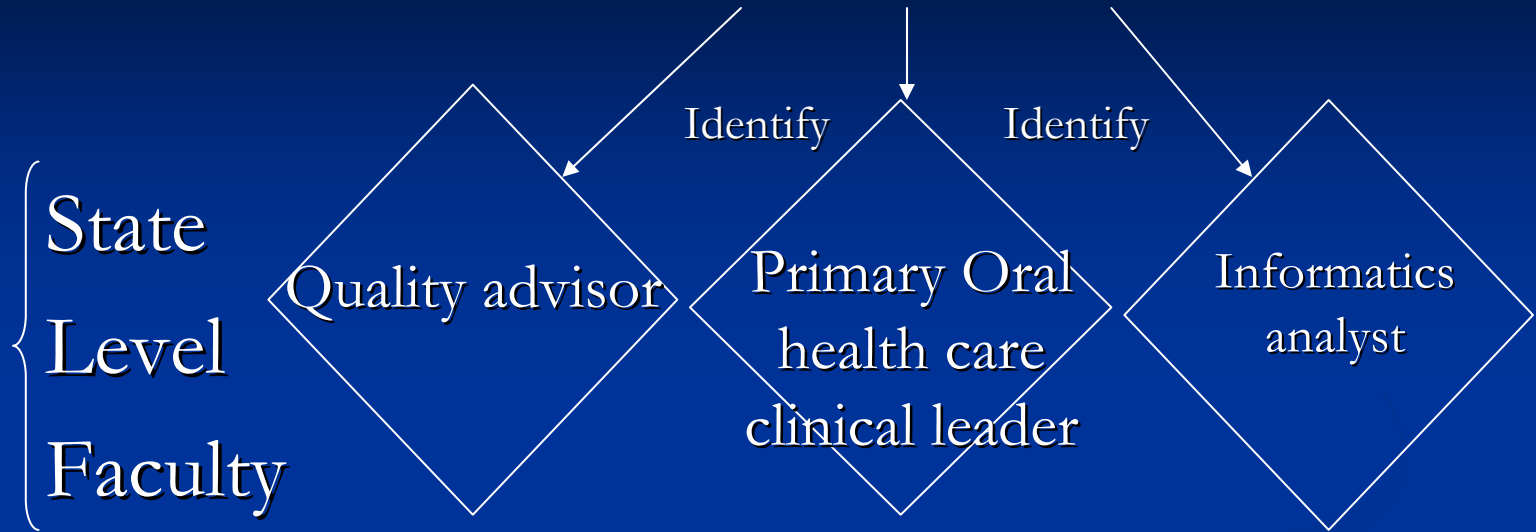 Identify
Identify
State
Level
Faculty
Quality advisor
Primary Oral
health care
clinical leader
Informatics
analyst